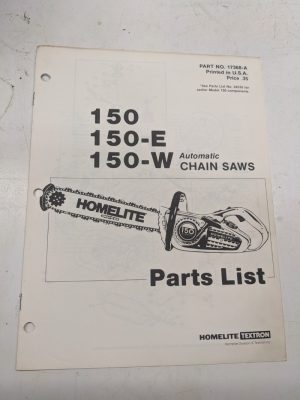 PART NO. 17368-A
Printed in U.S.A.
Price .35
150
150-E
150-W Automatic
CHAIN SAWS
HOMELITE
150
Parts List
HOMELITE TEXTRON